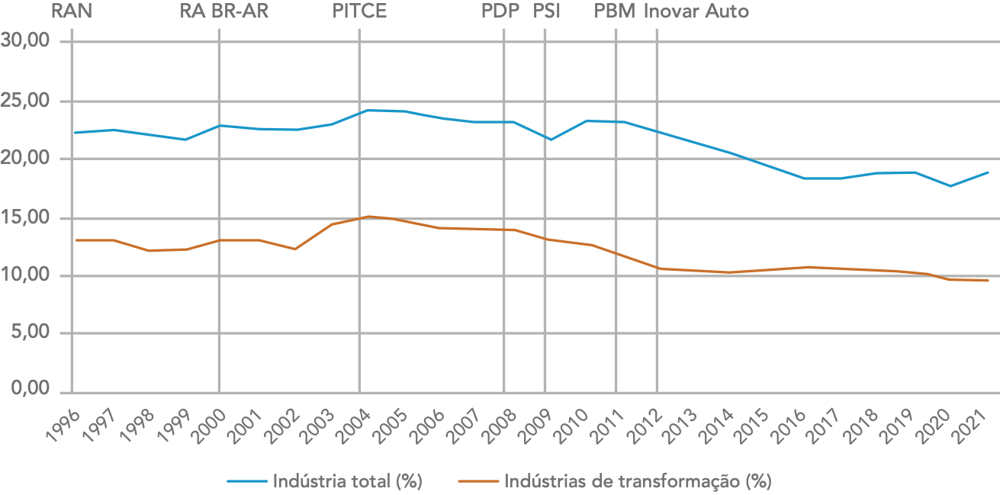 RAN RA BR-AR PITCE PDP PSI PBM Inovar Auto
30,00
25,00
20,00
15,00
10,00
5,00
0,00
1996 1997 1998 1999 2000 2001 2002 2003 2004 2005 2006 2007 2008 2009 2010 2011 2012 2013 2014 2015 2016 2017 2018 2019 2020 2021
Indústria total (%) Indústrias de transformação (%)